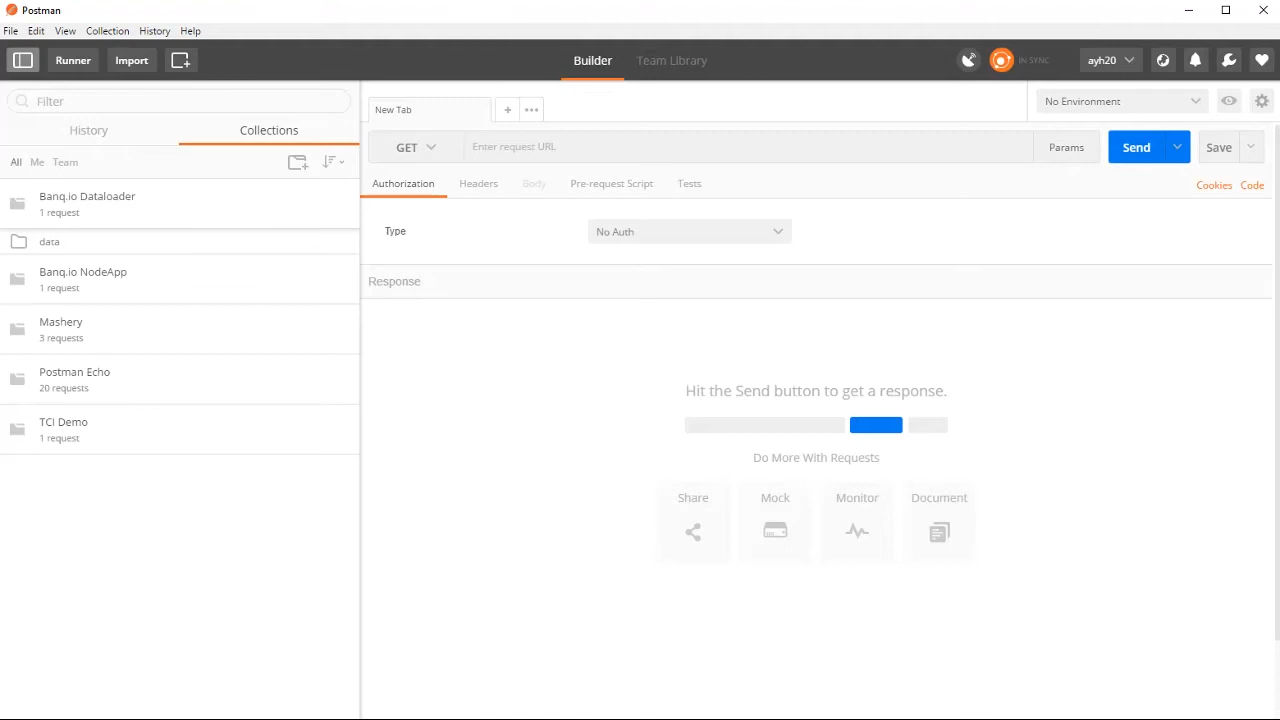 Postman
File Edit View Collection History Help
Runner Import Builder Team Library IN SYNC ayh20
Filter
History Collections
All Me Team
Banq.io Dataloader
1 request
data
Banq.io NodeApp
1 request
Mashery
3 requests
Postman Echo
20 requests
TCI Demo
1 request
New Tab + ••• No Environment
GET Enter request URL Params Send Save
Authorization Headers Body Pre-request Script Tests Cookies Code
Type No Auth
Response
Hit the Send button to get a response.
Do More With Requests
Share Mock Monitor Document